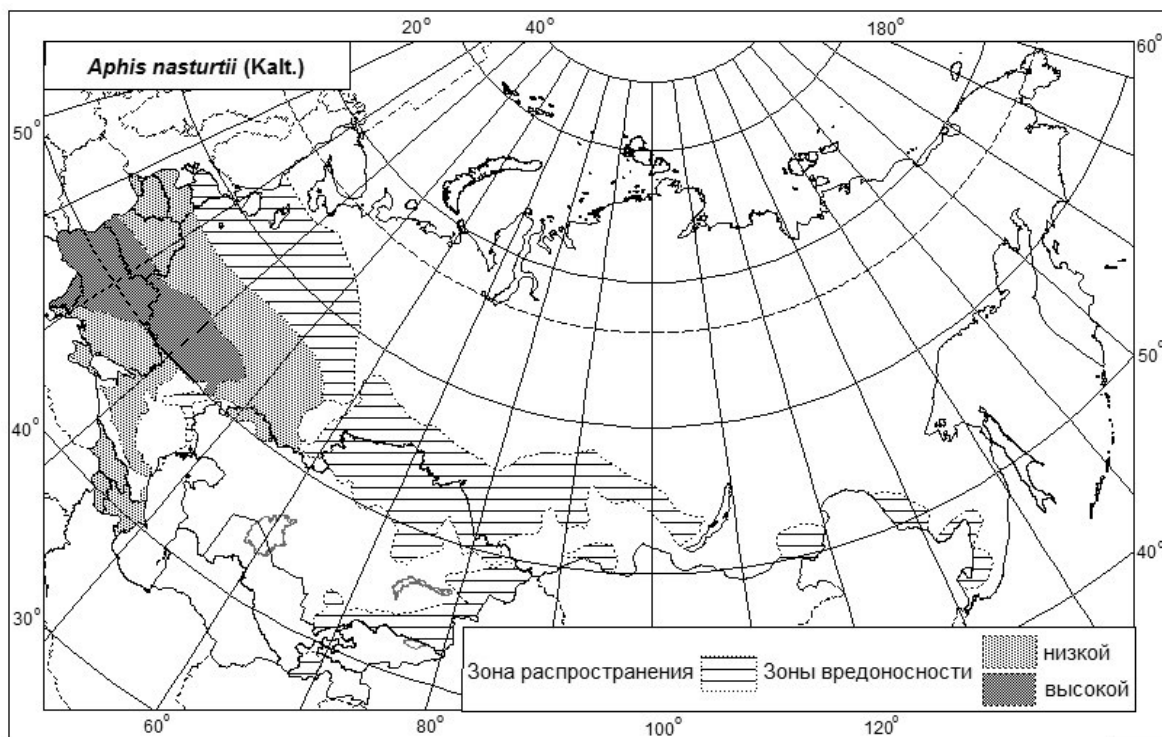 20° 40° 180°
60°
Aphis nasturtii (Kalt.)
50°
50°
40°
40°
30°
Зона распространения Зоны вредоносности
низкой
высокой
60° 80° 100° 120°